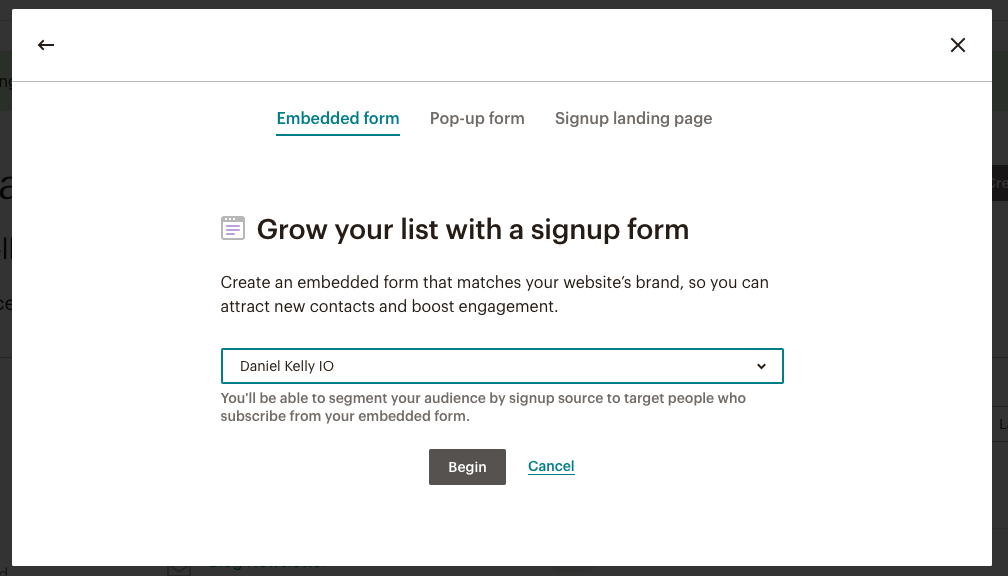 Embedded form
Pop-up form
Signup landing page
Grow your list with a signup form
Create an embedded form that matches your website’s brand, so you can
attract new contacts and boost engagement.
Daniel Kelly IO
You'll be able to segment your audience by signup source to target people who
subscribe from your embedded form.
Begin
Cancel